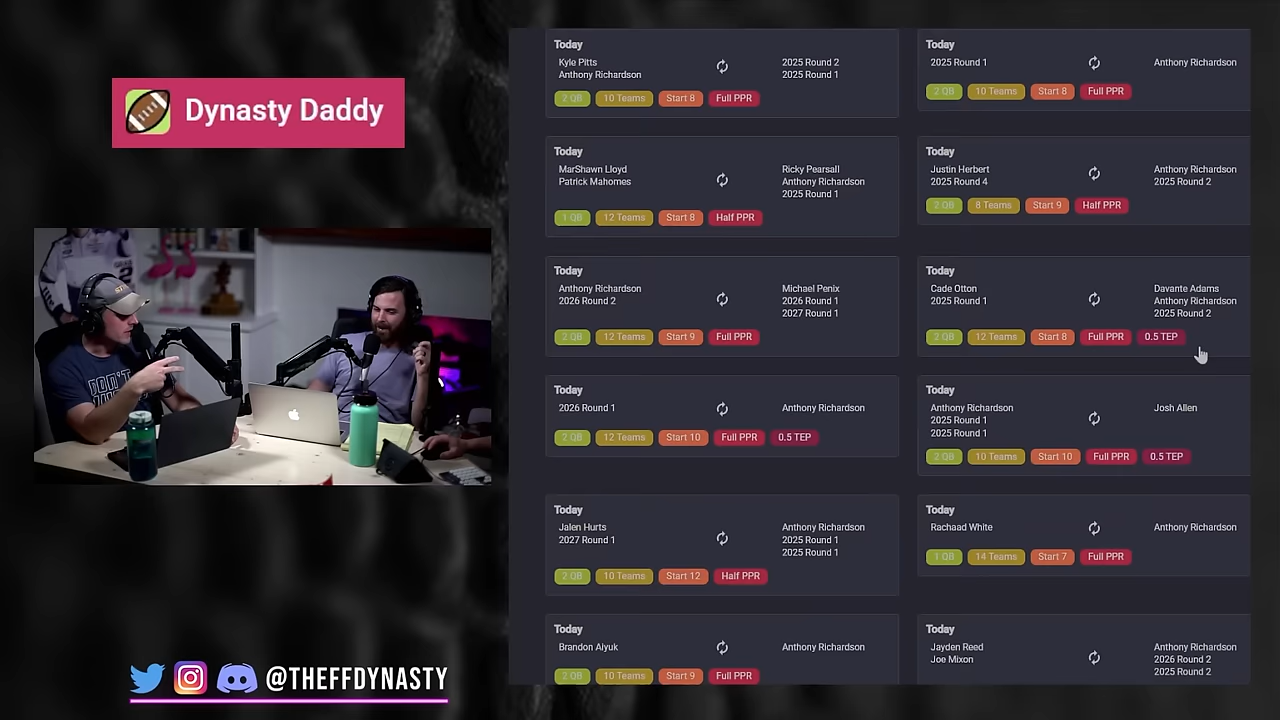 Dynasty Daddy
@THEFFDYNASTY
Today
Kyle Pitts
Anthony Richardson
2025 Round 2
2025 Round 1
2 QB 10 Teams Start 8 Full PPR
Today
2025 Round 1
Anthony Richardson
2 QB 10 Teams Start 8 Full PPR
Today
MarShawn Lloyd
Patrick Mahomes
Ricky Pearsall
Anthony Richardson
2025 Round 1
1 QB 12 Teams Start 8 Half PPR
Today
Justin Herbert
2025 Round 4
Anthony Richardson
2025 Round 2
2 QB 8 Teams Start 9 Half PPR
Today
Anthony Richardson
2026 Round 2
Michael Penix
2026 Round 1
2027 Round 1
2 QB 12 Teams Start 9 Full PPR
Today
Cade Otton
2025 Round 1
Davante Adams
Anthony Richardson
2025 Round 2
2 QB 12 Teams Start 8 Full PPR 0.5 TEP
Today
2026 Round 1
Anthony Richardson
2 QB 12 Teams Start 10 Full PPR 0.5 TEP
Today
Anthony Richardson
2025 Round 1
2025 Round 1
Josh Allen
2 QB 10 Teams Start 10 Full PPR 0.5 TEP
Today
Jalen Hurts
2027 Round 1
Anthony Richardson
2025 Round 1
2025 Round 1
2 QB 10 Teams Start 12 Half PPR
Today
Rachaad White
Anthony Richardson
1 QB 14 Teams Start 7 Full PPR
Today
Brandon Aiyuk
Anthony Richardson
2 QB 10 Teams Start 9 Full PPR
Today
Jayden Reed
Joe Mixon
Anthony Richardson
2026 Round 2
2025 Round 2